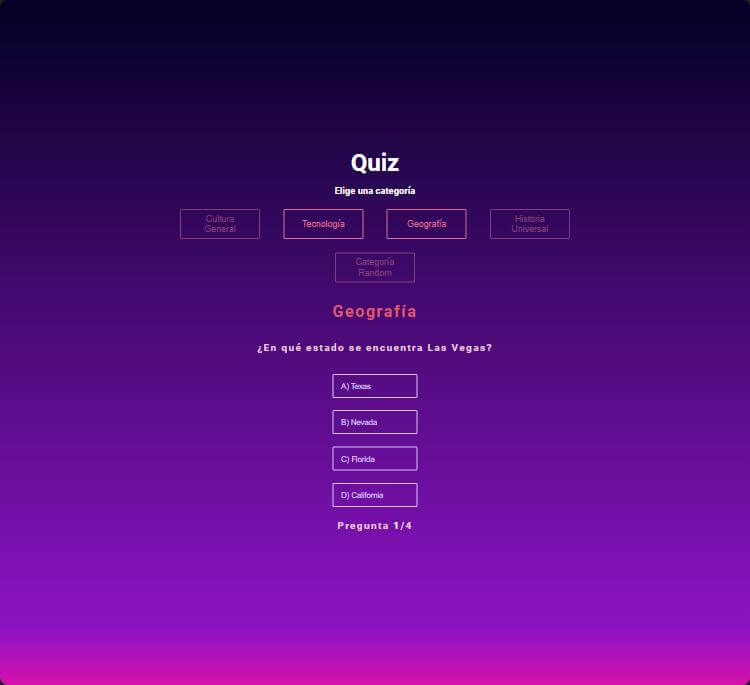 Quiz
Elige una categoría
Cultura
General
Tecnología
Geografía
Historia
Universal
Categoría
Random
Geografía
¿En qué estado se encuentra Las Vegas?
A) Texas
B) Nevada
C) Florida
D) California
Pregunta 1/4